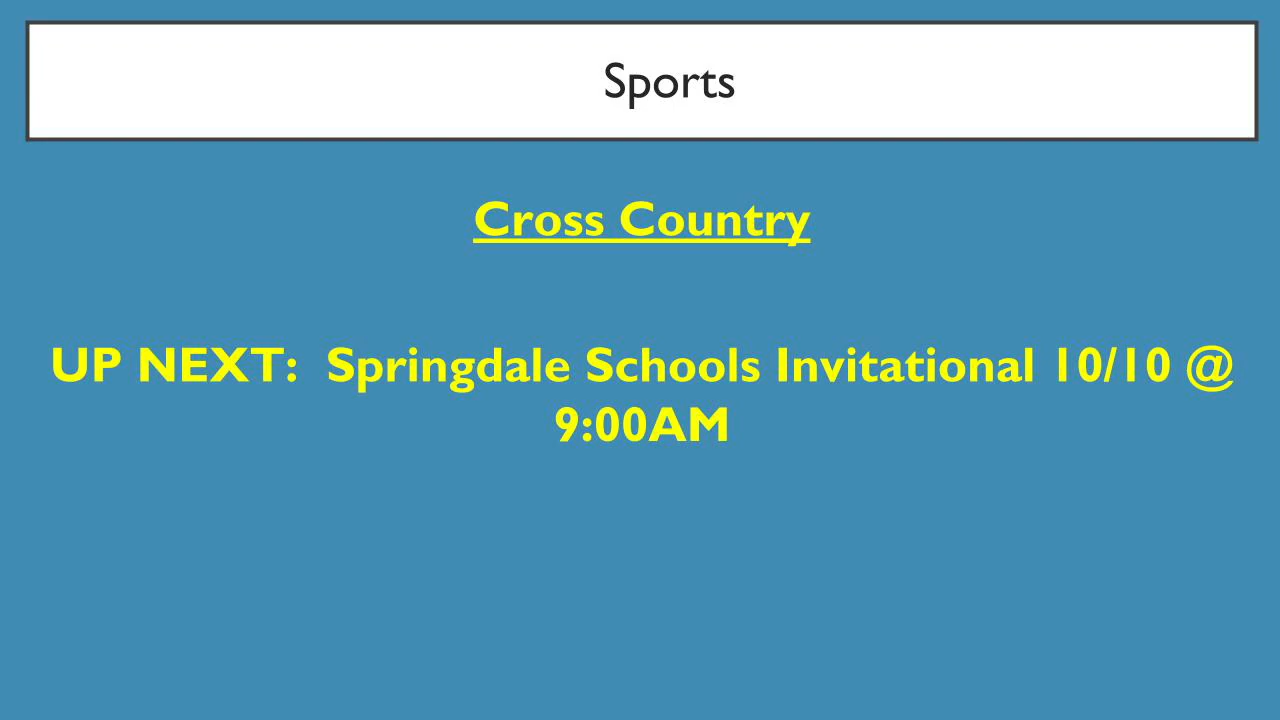 Sports
Cross Country
UP NEXT:  Springdale Schools Invitational 10/10 @
9:00AM